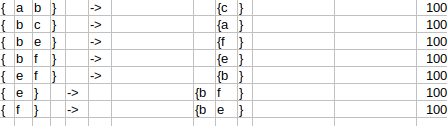 { a b } -> {c } 100
{ b c } -> {a } 100
{ b e } -> {f } 100
{ b f } -> {e } 100
{ e f } -> {b } 100
{ e } -> {b f } 100
{ f } -> {b e } 100